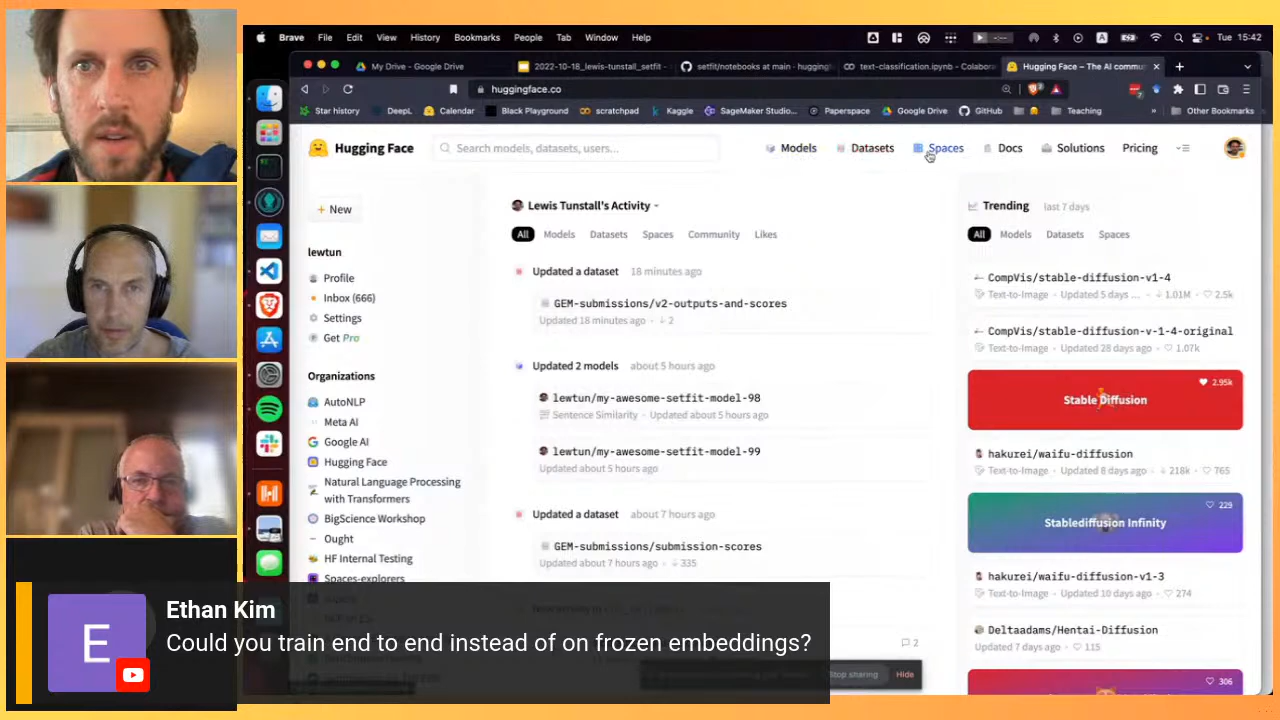 Brave File Edit View History Bookmarks People Tab Window Help Tue 15:42
My Drive - Google Drive
2022-10-18_lewis-tunstall_setfit -
setfit/notebooks at main · hugging
text-classification.ipynb - Colabora
Hugging Face – The AI commu
huggingface.co
Star history DeepL Calendar Black Playground scratchpad Kaggle SageMaker Studio... Paperspace Google Drive GitHub Teaching Other Bookmarks
Hugging Face
Search models, datasets, users...
Models Datasets Spaces Docs Solutions Pricing
+ New
lewtun
Profile
Inbox (666)
Settings
Get Pro
Organizations
AutoNLP
Meta AI
Google AI
Hugging Face
Natural Language Processing
with Transformers
BigScience Workshop
Ought
HF Internal Testing
Spaces-explorers
Lewis Tunstall's Activity
All Models Datasets Spaces Community Likes
Updated a dataset 18 minutes ago
GEM-submissions/v2-outputs-and-scores
Updated 18 minutes ago · ↓ 2
Updated 2 models about 5 hours ago
lewtun/my-awesome-setfit-model-98
Sentence Similarity · Updated about 5 hours ago
lewtun/my-awesome-setfit-model-99
Updated about 5 hours ago
Updated a dataset about 7 hours ago
GEM-submissions/submission-scores
Updated about 7 hours ago · ↓ 335
2
Stop sharing Hide
Trending last 7 days
All Models Datasets Spaces
CompVis/stable-diffusion-v1-4
Text-to-Image · Updated 5 days ... · ↓ 1.01M · ♡ 2.5k
CompVis/stable-diffusion-v-1-4-original
Text-to-Image · Updated 28 days ago · ♡ 1.07k
2.95k
Stable Diffusion
hakurei/waifu-diffusion
Text-to-Image · Updated 8 days ago · ↓ 218k · ♡ 765
229
Stablediffusion Infinity
hakurei/waifu-diffusion-v1-3
Text-to-Image · Updated 10 days ago · ♡ 274
Deltaadams/Hentai-Diffusion
Updated 7 days ago · ♡ 115
306
E
Ethan Kim
Could you train end to end instead of on frozen embeddings?